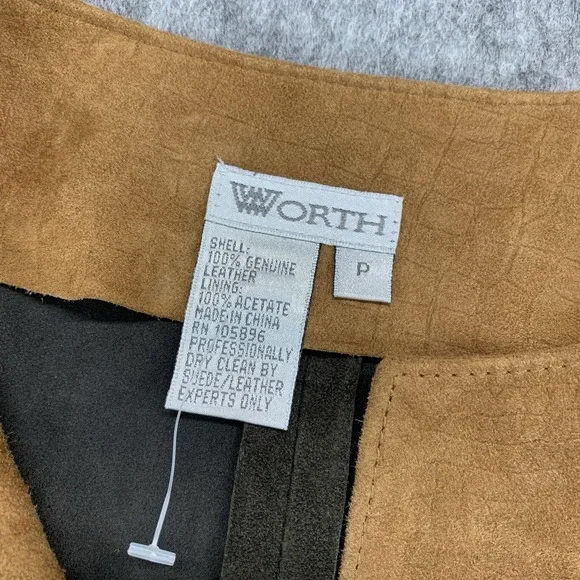 WORTH
P
SHELL:
100% GENUINE
LEATHER
LINING:
100% ACETATE
MADE IN CHINA
RN 105896
PROFESSIONALLY
DRY CLEAN BY
SUEDE/LEATHER
EXPERTS ONLY